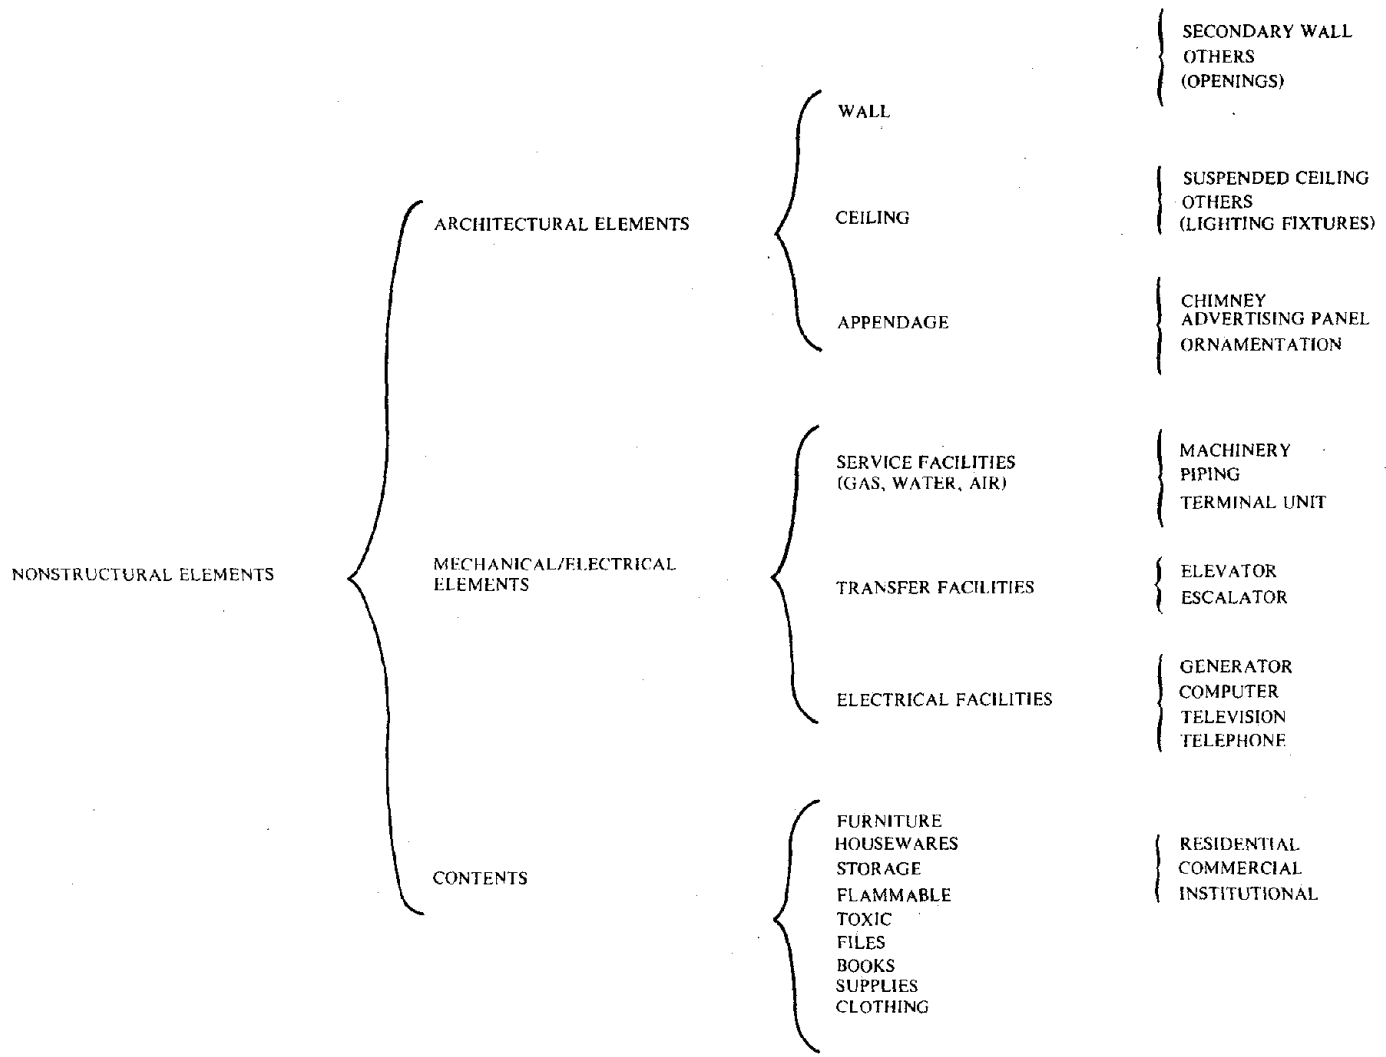 NONSTRUCTURAL ELEMENTS
ARCHITECTURAL ELEMENTS
WALL
SECONDARY WALL
OTHERS
(OPENINGS)
CEILING
SUSPENDED CEILING
OTHERS
(LIGHTING FIXTURES)
APPENDAGE
CHIMNEY
ADVERTISING PANEL
ORNAMENTATION
MECHANICAL/ELECTRICAL
ELEMENTS
SERVICE FACILITIES
(GAS, WATER, AIR)
MACHINERY
PIPING
TERMINAL UNIT
TRANSFER FACILITIES
ELEVATOR
ESCALATOR
ELECTRICAL FACILITIES
GENERATOR
COMPUTER
TELEVISION
TELEPHONE
CONTENTS
FURNITURE
HOUSEWARES
STORAGE
FLAMMABLE
TOXIC
FILES
BOOKS
SUPPLIES
CLOTHING
RESIDENTIAL
COMMERCIAL
INSTITUTIONAL